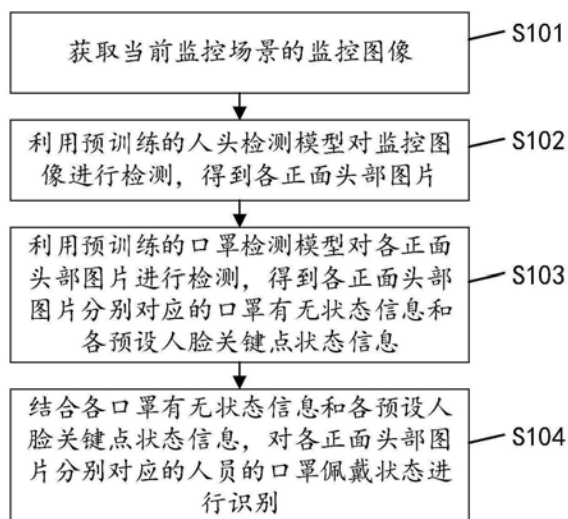 获取当前监控场景的监控图像
S101
利用预训练的人头检测模型对监控图
像进行检测，得到各正面头部图片
S102
利用预训练的口罩检测模型对各正面
头部图片进行检测，得到各正面头部
图片分别对应的口罩有无状态信息和
各预设人脸关键点状态信息
S103
结合各口罩有无状态信息和各预设人
脸关键点状态信息，对各正面头部图
片分别对应的人员的口罩佩戴状态进
行识别
S104